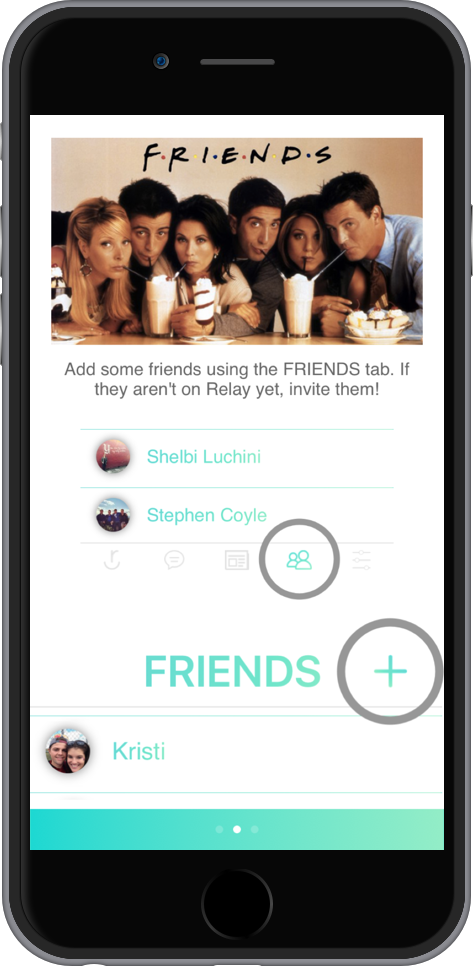 F·R·I·E·N·D·S
Add some friends using the FRIENDS tab. If
they aren't on Relay yet, invite them!
Shelbi Luchini
Stephen Coyle
FRIENDS
Kristi